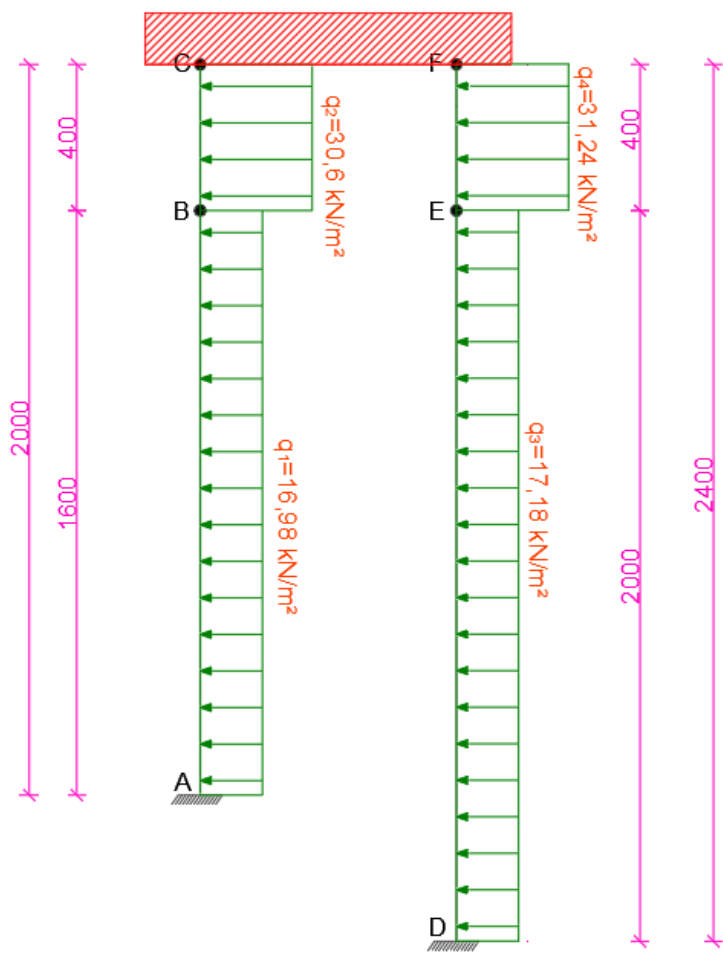 C
F
400
q₂=30,6 kN/m²
q₄=31,24 kN/m²
400
B
E
2000
1600
q₁=16,98 kN/m²
q₃=17,18 kN/m²
2000
2400
A
D